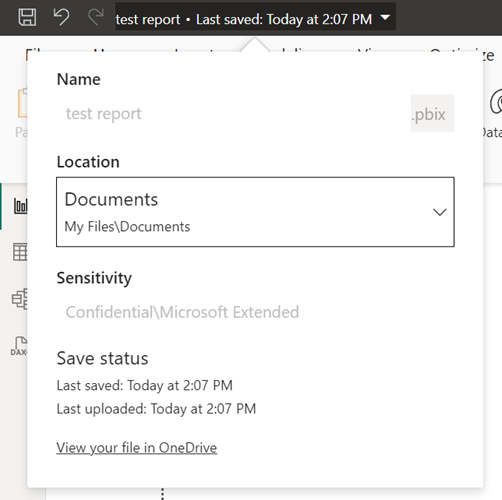 test report • Last saved: Today at 2:07 PM
Optimize
Name
test report
.pbix
Location
Documents
My Files\Documents
Sensitivity
Confidential\Microsoft Extended
Save status
Last saved: Today at 2:07 PM
Last uploaded: Today at 2:07 PM
View your file in OneDrive